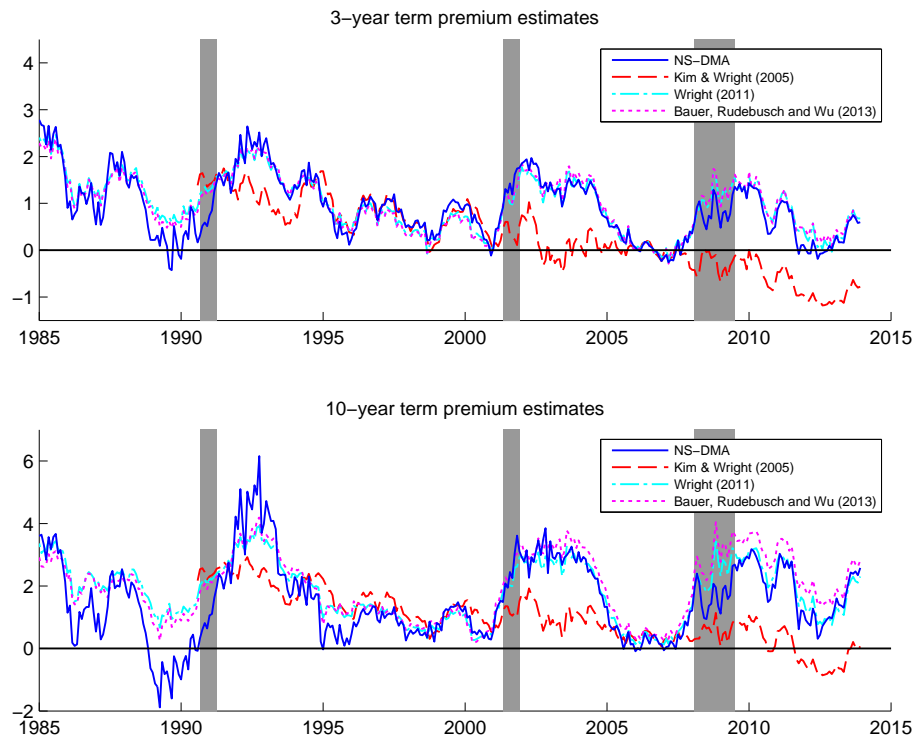 3−year term premium estimates
4
3
2
1
0
−1
NS−DMA
Kim & Wright (2005)
Wright (2011)
Bauer, Rudebusch and Wu (2013)
1985 1990 1995 2000 2005 2010 2015
10−year term premium estimates
6
4
2
0
−2
NS−DMA
Kim & Wright (2005)
Wright (2011)
Bauer, Rudebusch and Wu (2013)
1985 1990 1995 2000 2005 2010 2015